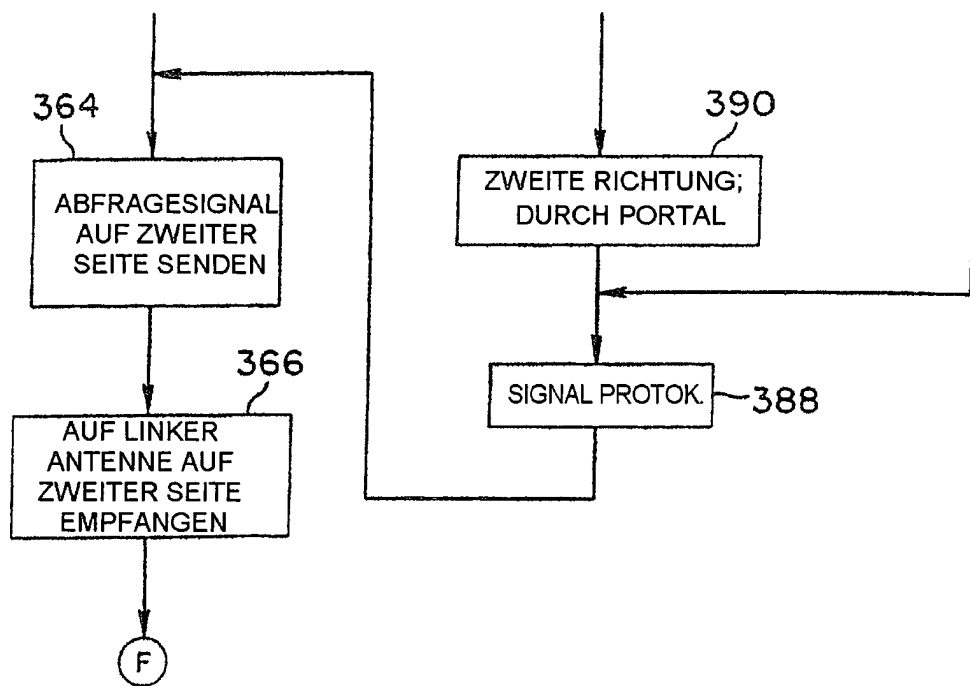 364
ABFRAGESIGNAL
AUF ZWEITER
SEITE SENDEN
366
AUF LINKER
ANTENNE AUF
ZWEITER SEITE
EMPFANGEN
F
390
ZWEITE RICHTUNG;
DURCH PORTAL
SIGNAL PROTOK.
388